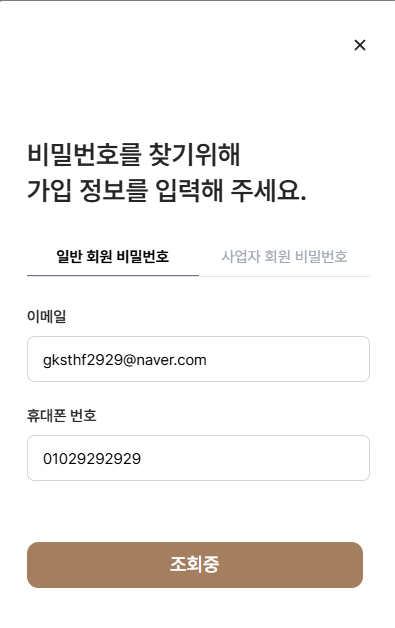 ×
비밀번호를 찾기위해
가입 정보를 입력해 주세요.
일반 회원 비밀번호 사업자 회원 비밀번호
이메일
gksthf2929@naver.com
휴대폰 번호
01029292929
조회중